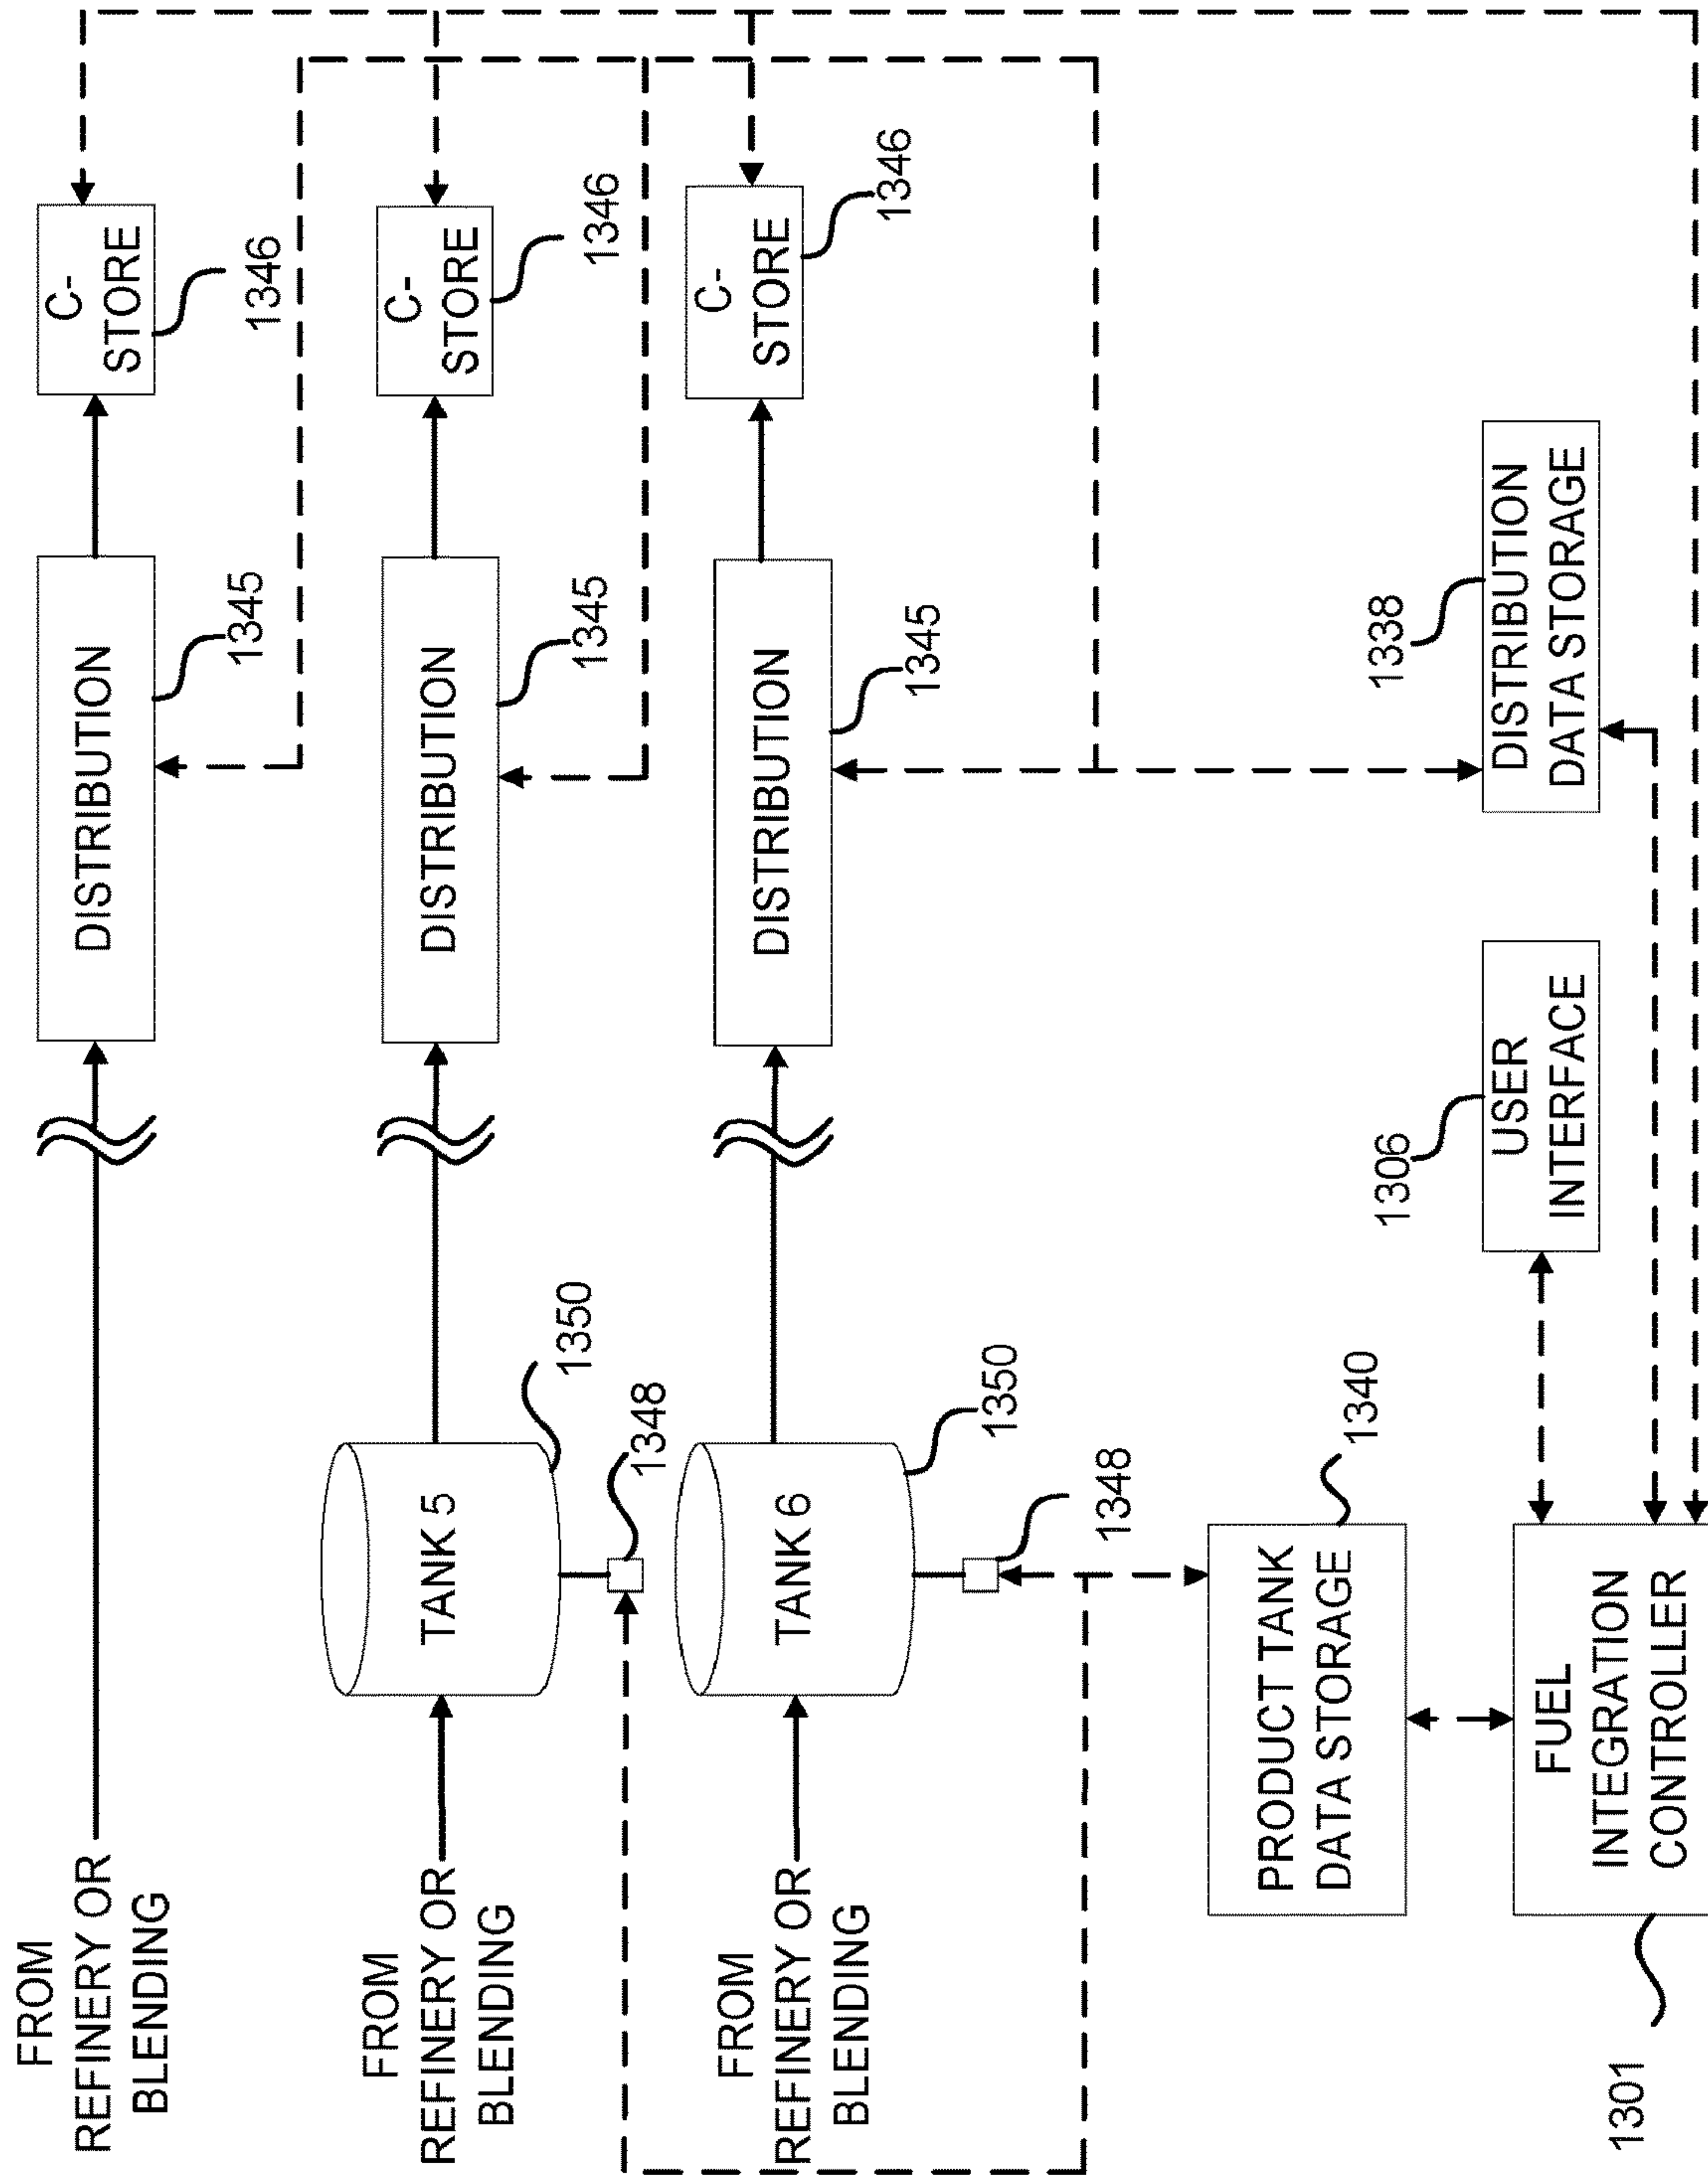 FROM
REFINERY OR
BLENDING
DISTRIBUTION
1345
C-
STORE
1346
FROM
REFINERY OR
BLENDING
TANK 5
1350
1348
DISTRIBUTION
1345
C-
STORE
1346
FROM
REFINERY OR
BLENDING
TANK 6
1350
1348
DISTRIBUTION
1345
C-
STORE
1346
PRODUCT TANK
DATA STORAGE
1340
1306
USER
INTERFACE
1338
DISTRIBUTION
DATA STORAGE
FUEL
INTEGRATION
CONTROLLER
1301